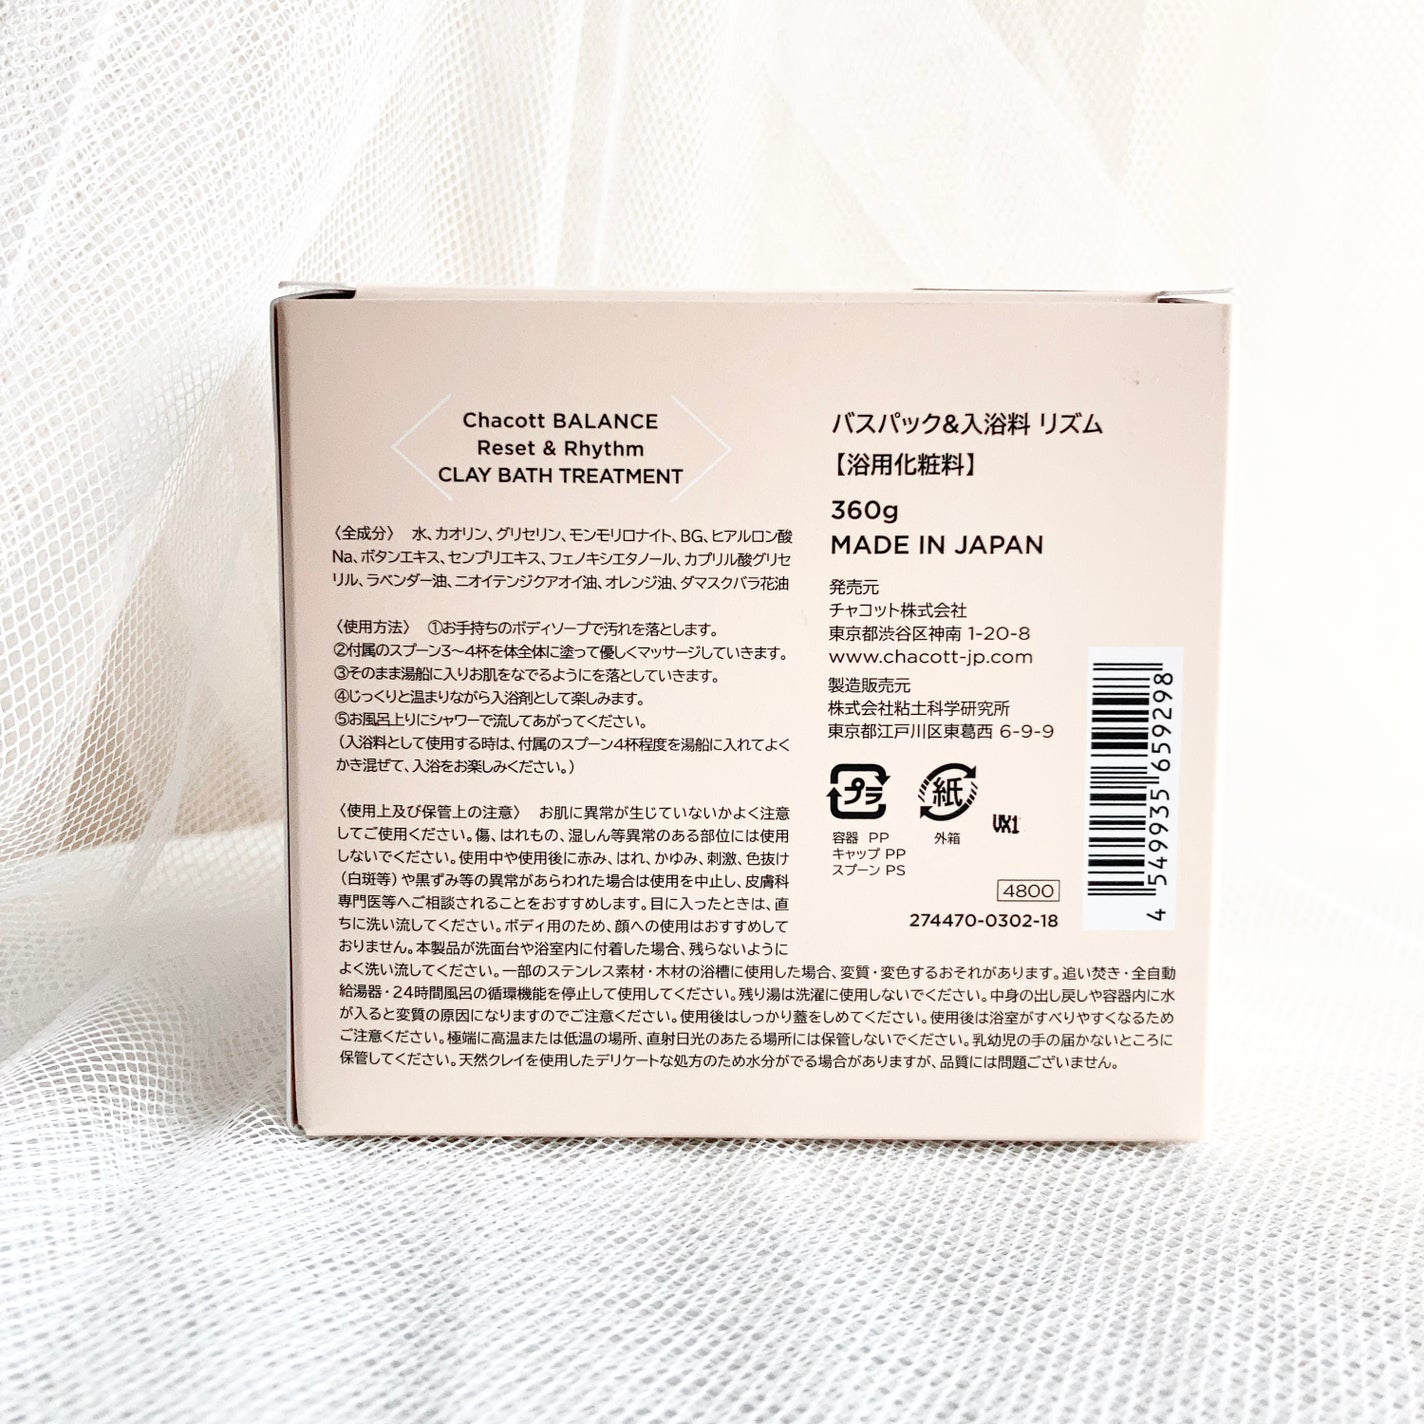 Chacott BALANCE
Reset & Rhythm
CLAY BATH TREATMENT
〈全成分〉 水、カオリン、グリセリン、モンモリロナイト、BG、ヒアルロン酸
Na、ボタンエキス、センブリエキス、フェノキシエタノール、カプリル酸グリセ
リル、ラベンダー油、ニオイテンジクアオイ油、オレンジ油、ダマスクバラ花油
〈使用方法〉 ①お手持ちのボディソープで汚れを落とします。
②付属のスプーン3〜4杯を体全体に塗って優しくマッサージしていきます。
③そのまま湯船に入りお肌をなでるようにを落としていきます。
④じっくりと温まりながら入浴剤として楽しみます。
⑤お風呂上りにシャワーで流してあがってください。
(入浴料として使用する時は、付属のスプーン4杯程度を湯船に入れてよく
かき混ぜて、入浴をお楽しみください。)
〈使用上及び保管上の注意〉 お肌に異常が生じていないかよく注意
してご使用ください。傷、はれもの、湿しん等異常のある部位には使用
しないでください。使用中や使用後に赤み、はれ、かゆみ、刺激、色抜け
(白斑等)や黒ずみ等の異常があらわれた場合は使用を中止し、皮膚科
専門医等へご相談されることをおすすめします。目に入ったときは、直
ちに洗い流してください。ボディ用のため、顔への使用はおすすめして
おりません。本製品が洗面台や浴室内に付着した場合、残らないように
よく洗い流してください。一部のステンレス素材・木材の浴槽に使用した場合、変質・変色するおそれがあります。追い焚き・全自動
給湯器・24時間風呂の循環機能を停止して使用してください。残り湯は洗濯に使用しないでください。中身の出し戻しや容器内に水
が入ると変質の原因になりますのでご注意ください。使用後はしっかり蓋をしめてください。使用後は浴室がすべりやすくなるため
ご注意ください。極端に高温または低温の場所、直射日光のあたる場所には保管しないでください。乳幼児の手の届かないところに
保管してください。天然クレイを使用したデリケートな処方のため水分がでる場合がありますが、品質には問題ございません。
バスパック&入浴料 リズム
【浴用化粧料】
360g
MADE IN JAPAN
発売元
チャコット株式会社
東京都渋谷区神南 1-20-8
www.chacott-jp.com
製造販売元
株式会社粘土科学研究所
東京都江戸川区東葛西 6-9-9
プラ
紙
容器 PP
キャップ PP
スプーン PS
外箱
VX1
4800
274470-0302-18
4 549935 659298